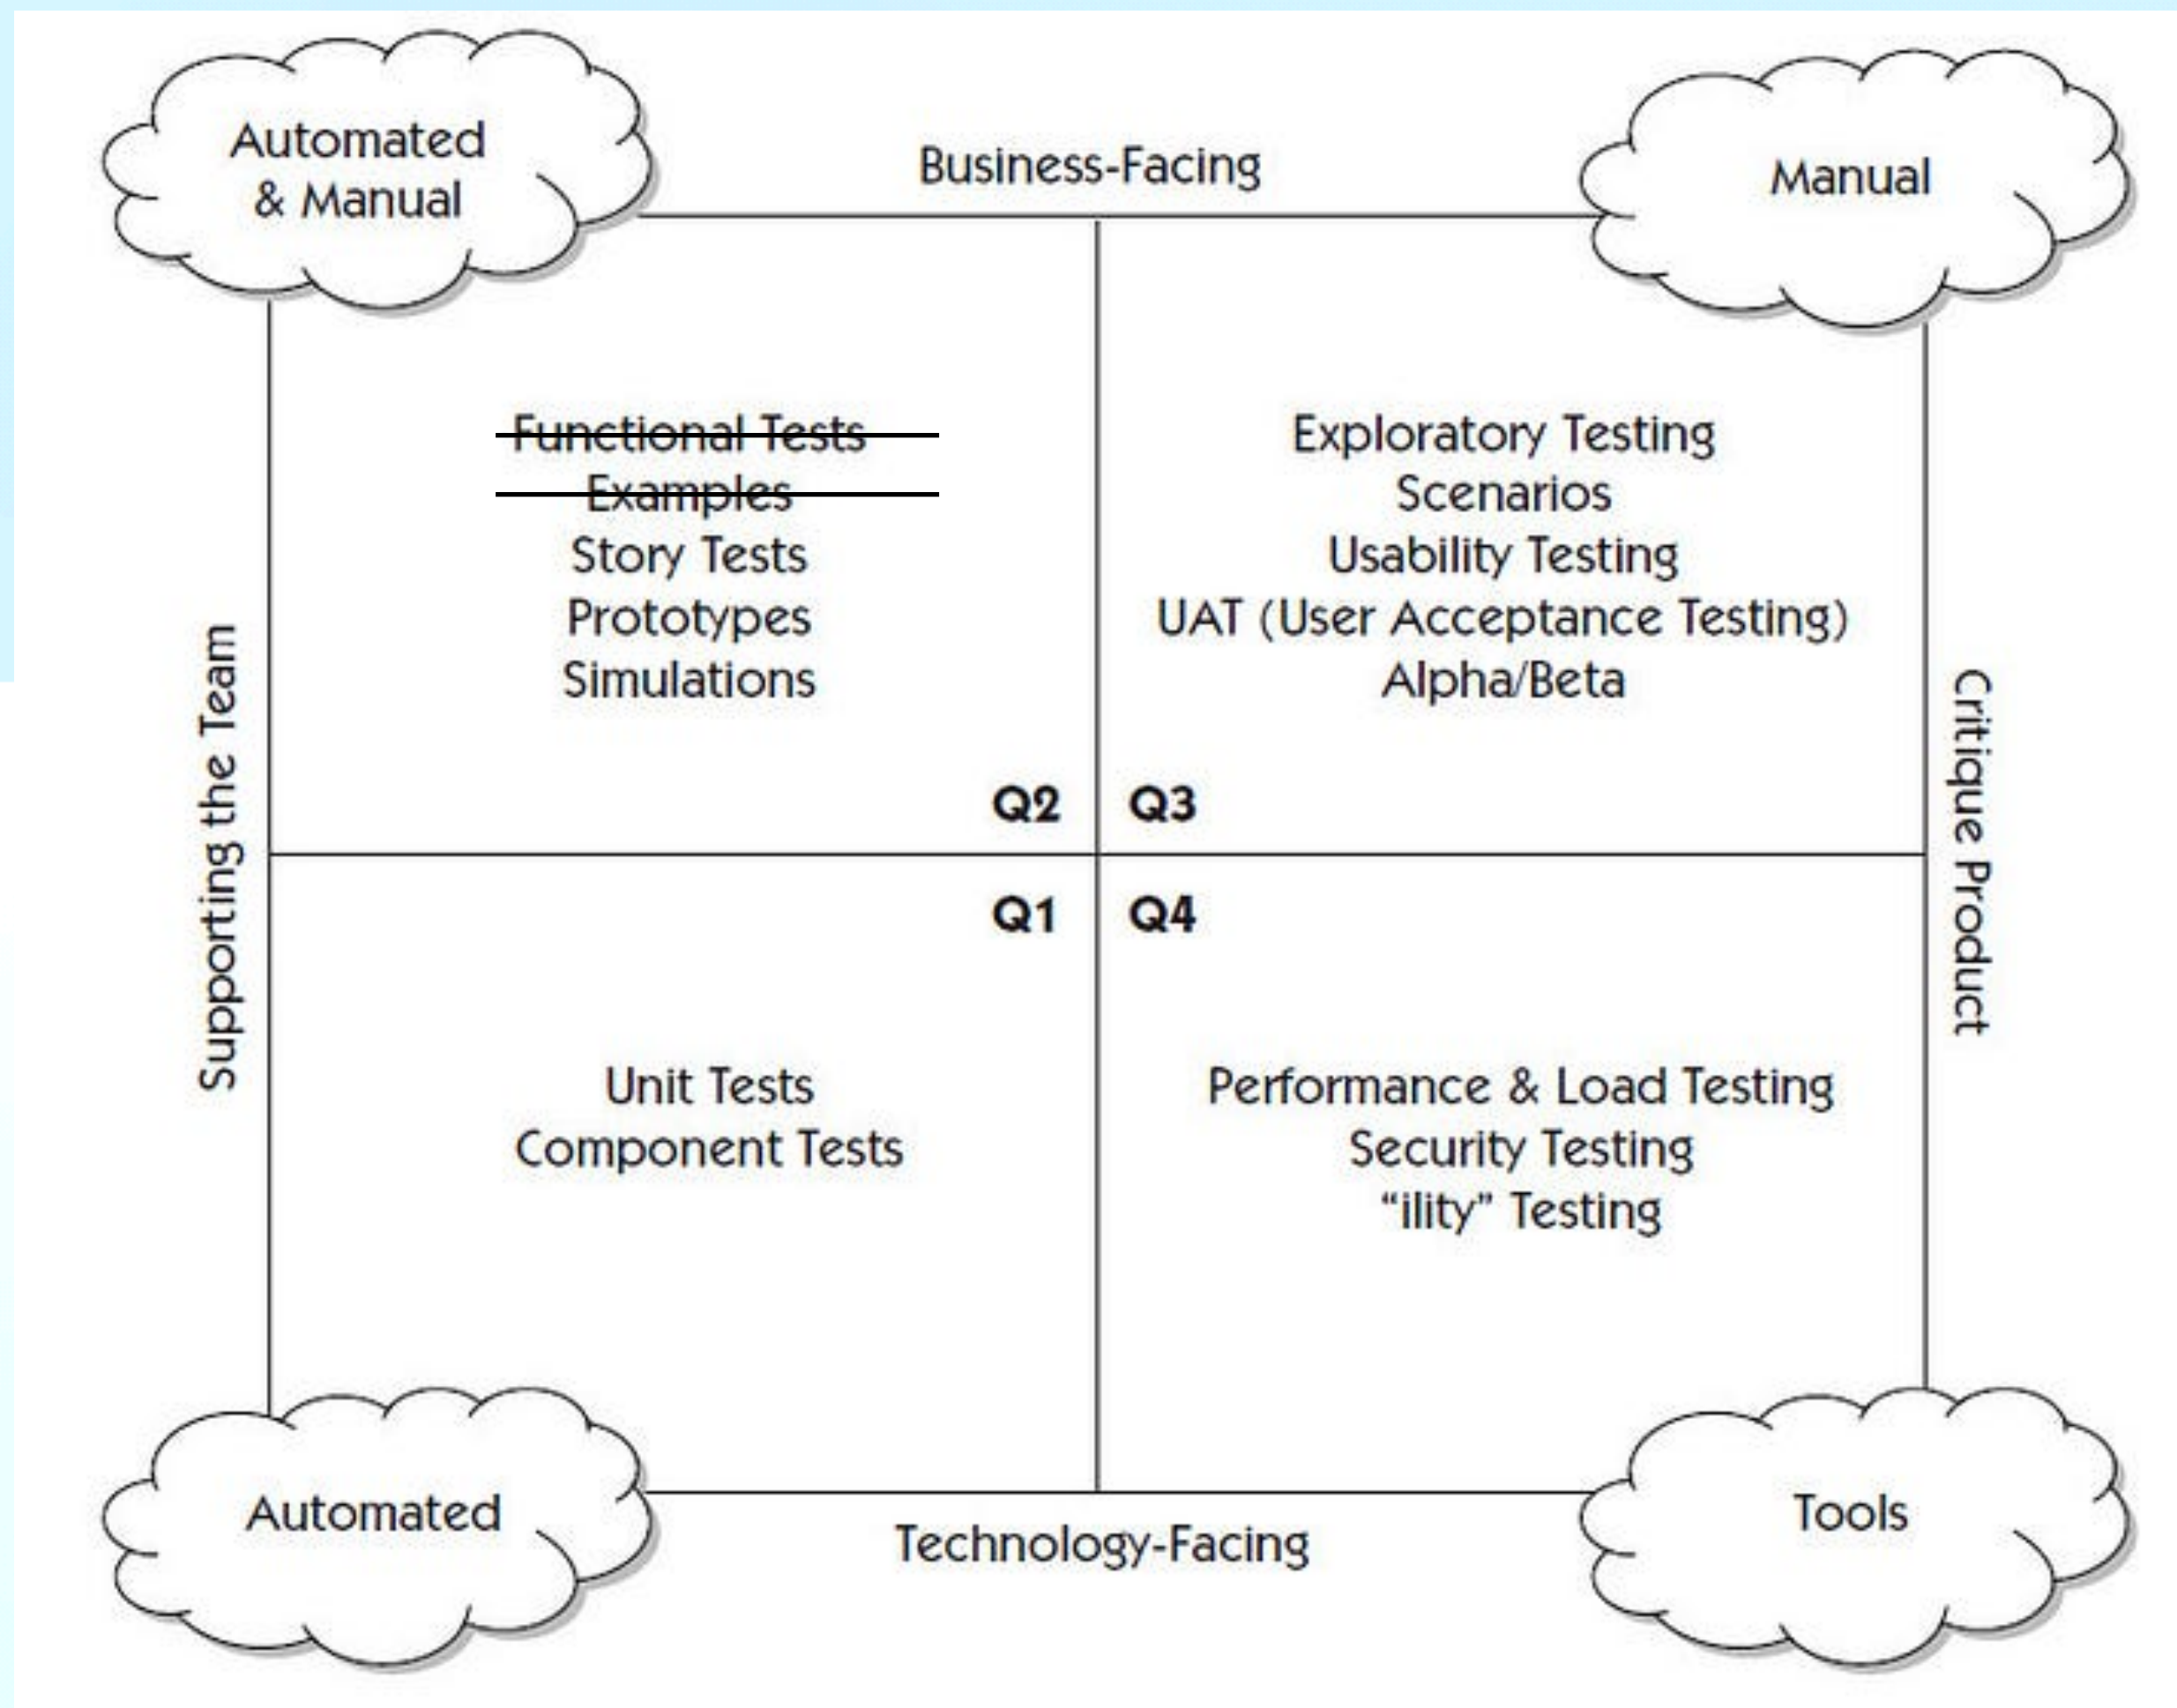 Automated
& Manual
Business-Facing
Manual
Functional Tests
Examples
Story Tests
Prototypes
Simulations
Exploratory Testing
Scenarios
Usability Testing
UAT (User Acceptance Testing)
Alpha/Beta
Supporting the Team
Critique Product
Q2
Q3
Q1
Q4
Unit Tests
Component Tests
Performance & Load Testing
Security Testing
“ility” Testing
Automated
Technology-Facing
Tools